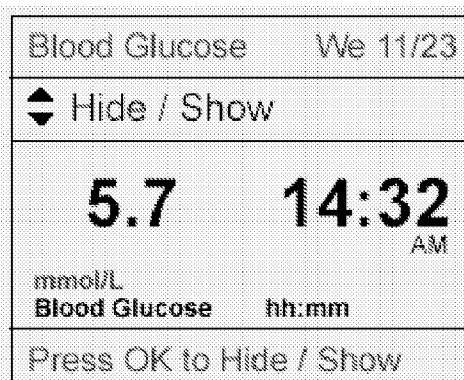 Blood Glucose We 11/23
Hide / Show
5.7 14:32
AM
mmol/L
Blood Glucose hh:mm
Press OK to Hide / Show